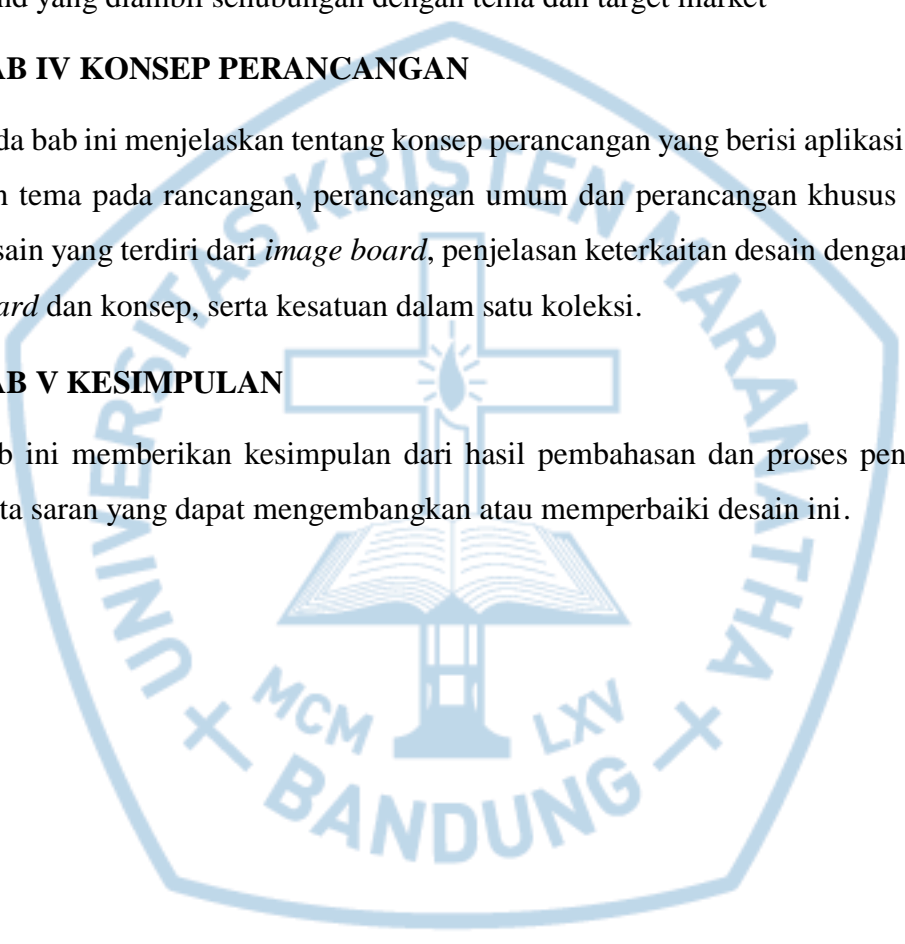 yang diambil sehubungan dengan tema dan target market
AB IV KONSEP PERANCANGAN
da bab ini menjelaskan tentang konsep perancangan yang berisi aplikasi
n tema pada rancangan, perancangan umum dan perancangan khusus
sain yang terdiri dari image board, penjelasan keterkaitan desain dengan
ard dan konsep, serta kesatuan dalam satu koleksi.
AB V KESIMPULAN
b ini memberikan kesimpulan dari hasil pembahasan dan proses pen
ta saran yang dapat mengembangkan atau memperbaiki desain ini.
UNIVERSITAS KRISTEN MARANATHA
MCM LXV
BANDUNG